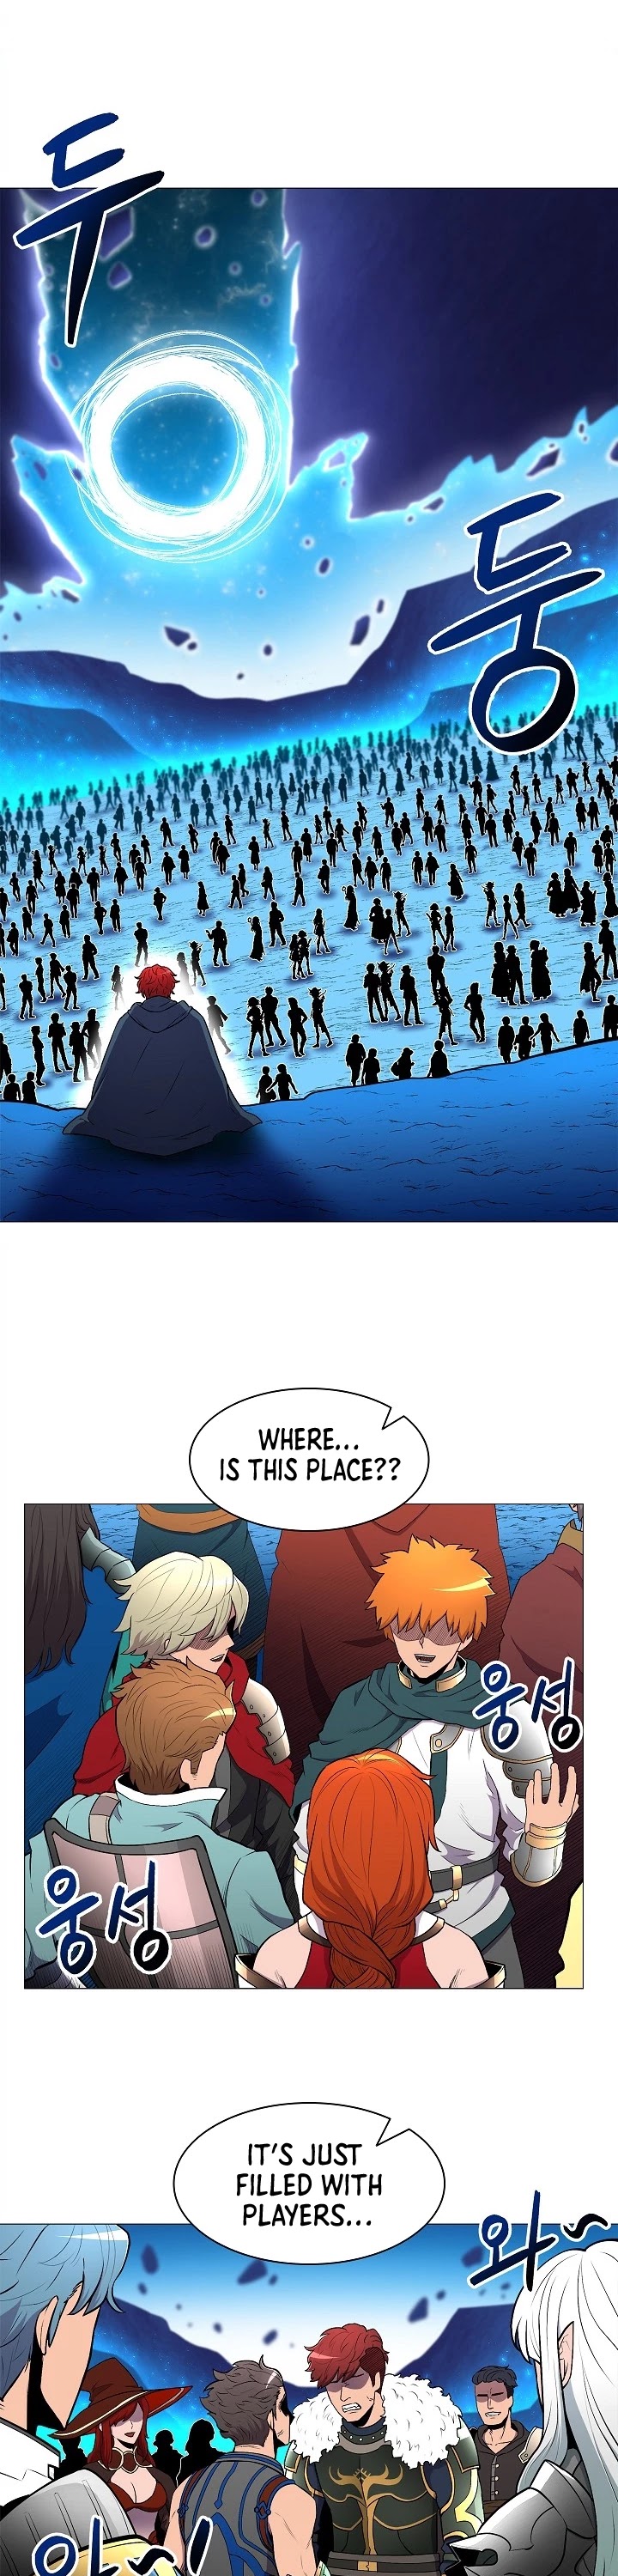 두
둥
WHERE...
IS THIS PLACE??
웅성
웅성
IT'S JUST
FILLED WITH
PLAYERS...
와~
와~!